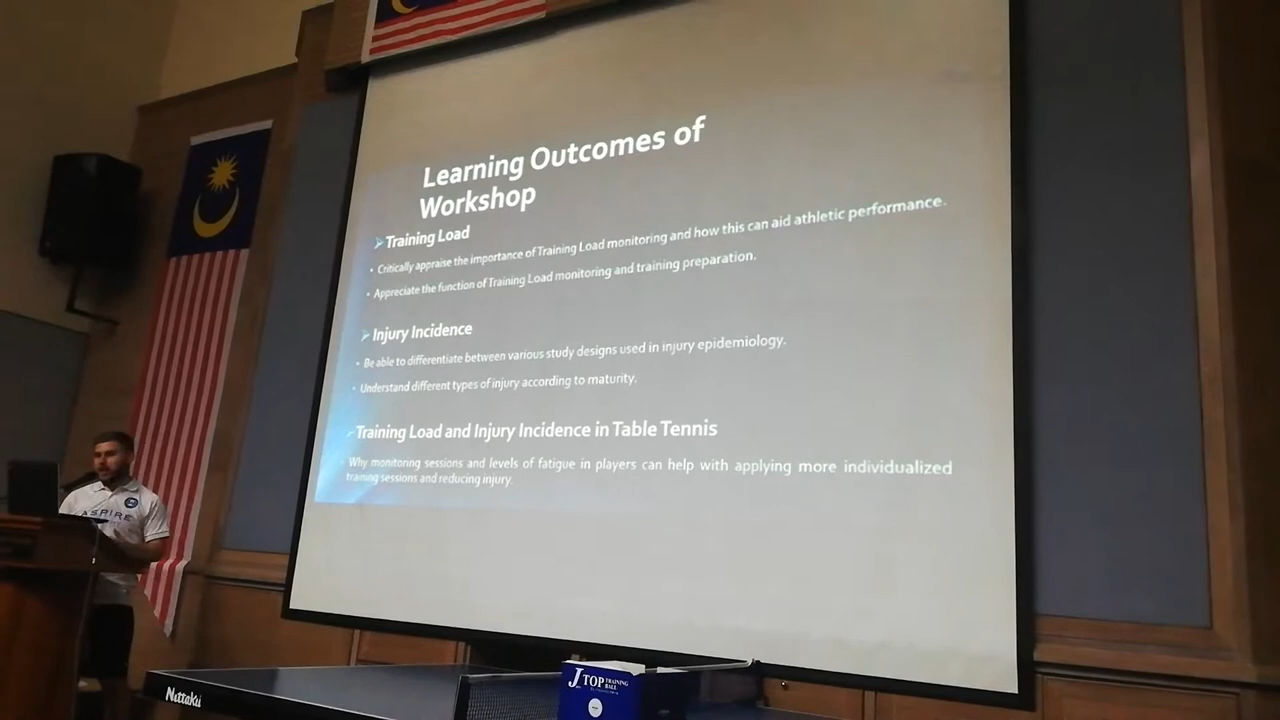 Learning Outcomes of
Workshop
Training Load
• Critically appraise the importance of Training Load monitoring and how this can aid athletic performance.
• Appreciate the function of Training Load monitoring and training preparation.
Injury Incidence
• Be able to differentiate between various study designs used in injury epidemiology.
• Understand different types of injury according to maturity.
Training Load and Injury Incidence in Table Tennis
Why monitoring sessions and levels of fatigue in players can help with applying more individualized
training sessions and reducing injury.
ASPIRE
Nittaku
J TOP TRAINING
BALL